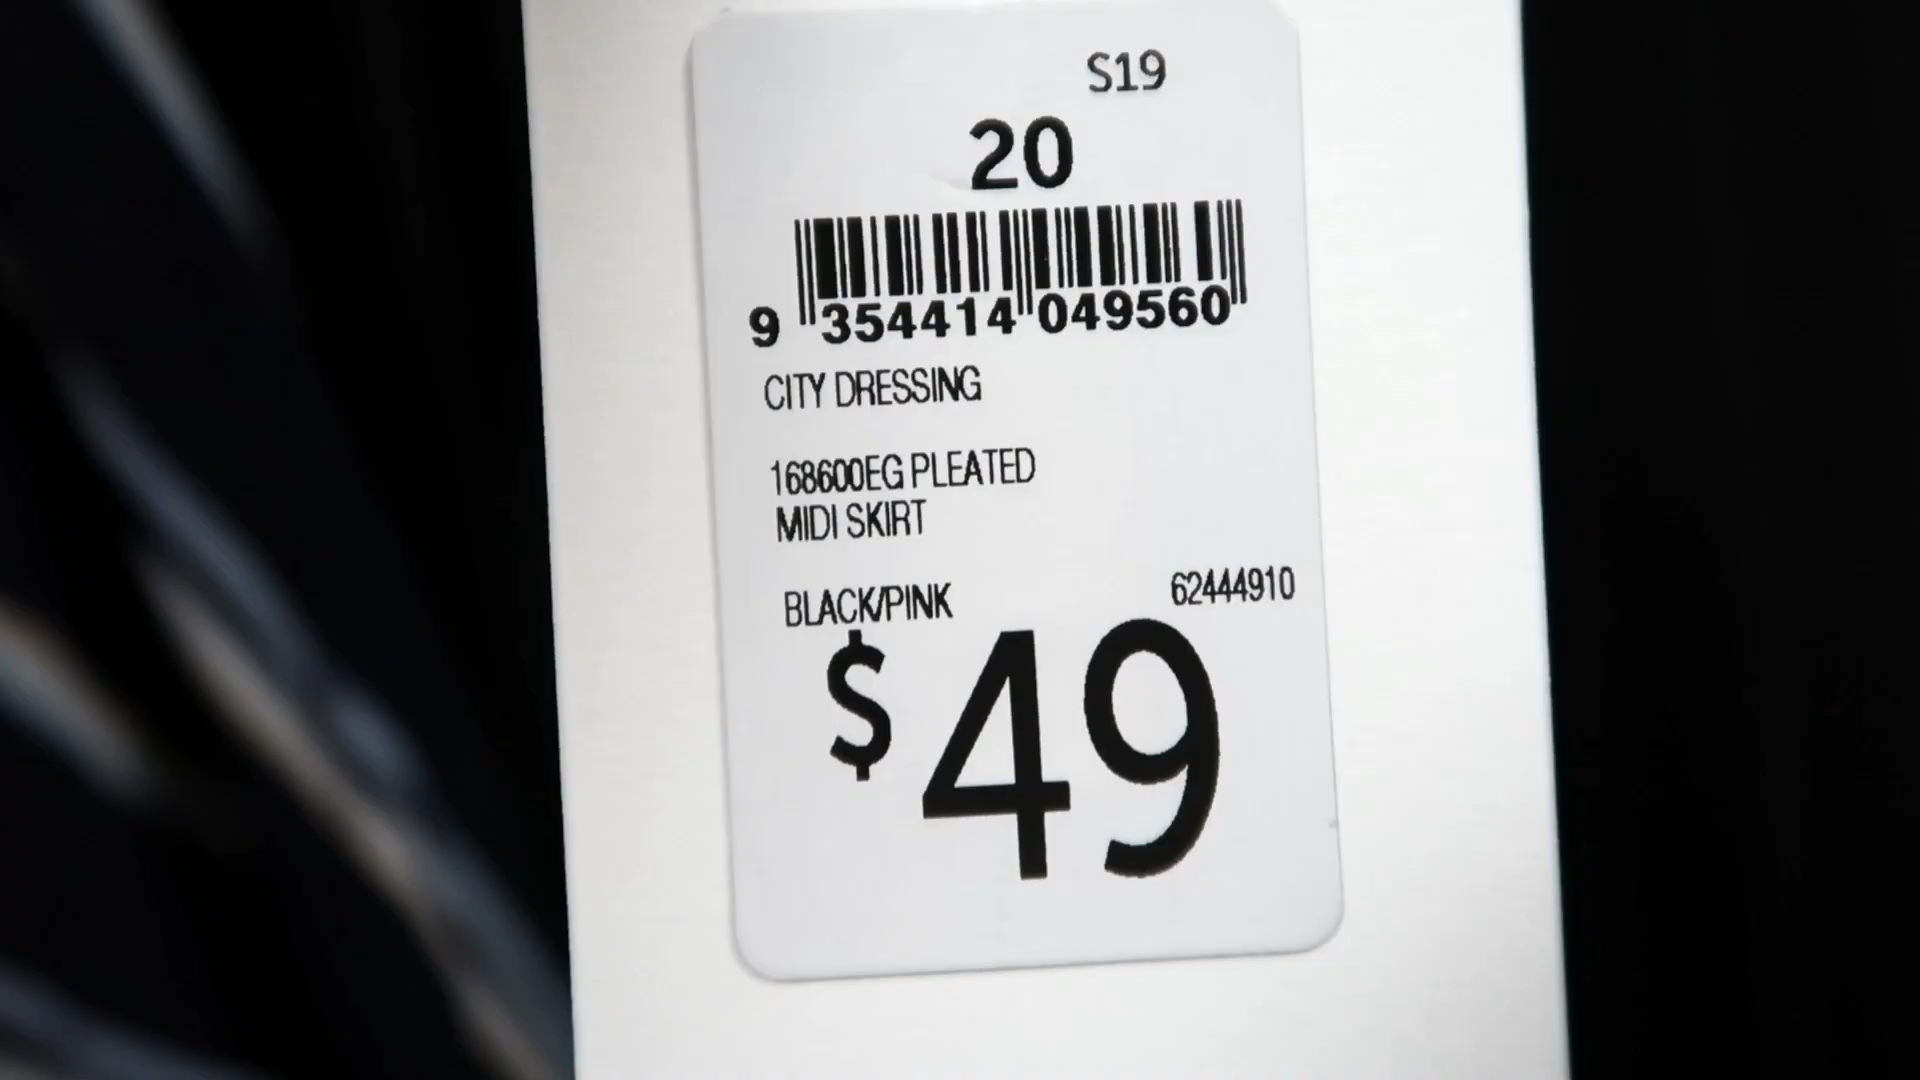 S19
20
9 354414 049560
CITY DRESSING
168600EG PLEATED
MIDI SKIRT
BLACK/PINK 62444910
$49